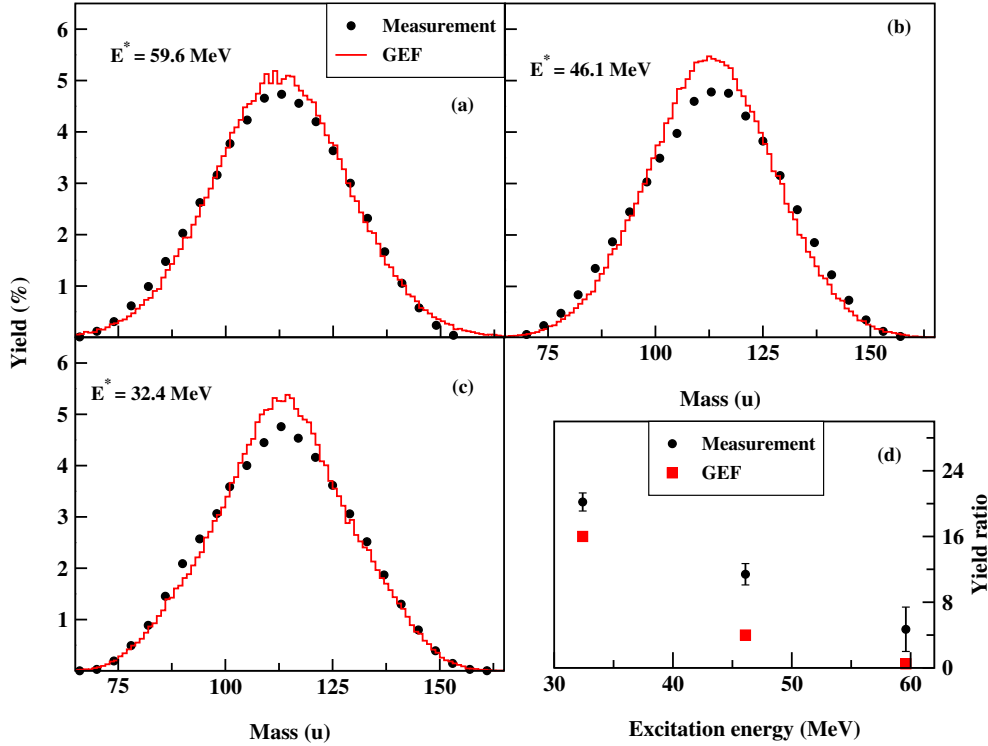 Measurement
GEF
E* = 59.6 MeV
(a)
6
5
4
3
2
1
Yield (%)
E* = 46.1 MeV
(b)
75
100
125
150
Mass (u)
E* = 32.4 MeV
(c)
6
5
4
3
2
1
75
100
125
150
Mass (u)
Measurement
GEF
(d)
24
16
8
0
Yield ratio
30
40
50
60
Excitation energy (MeV)